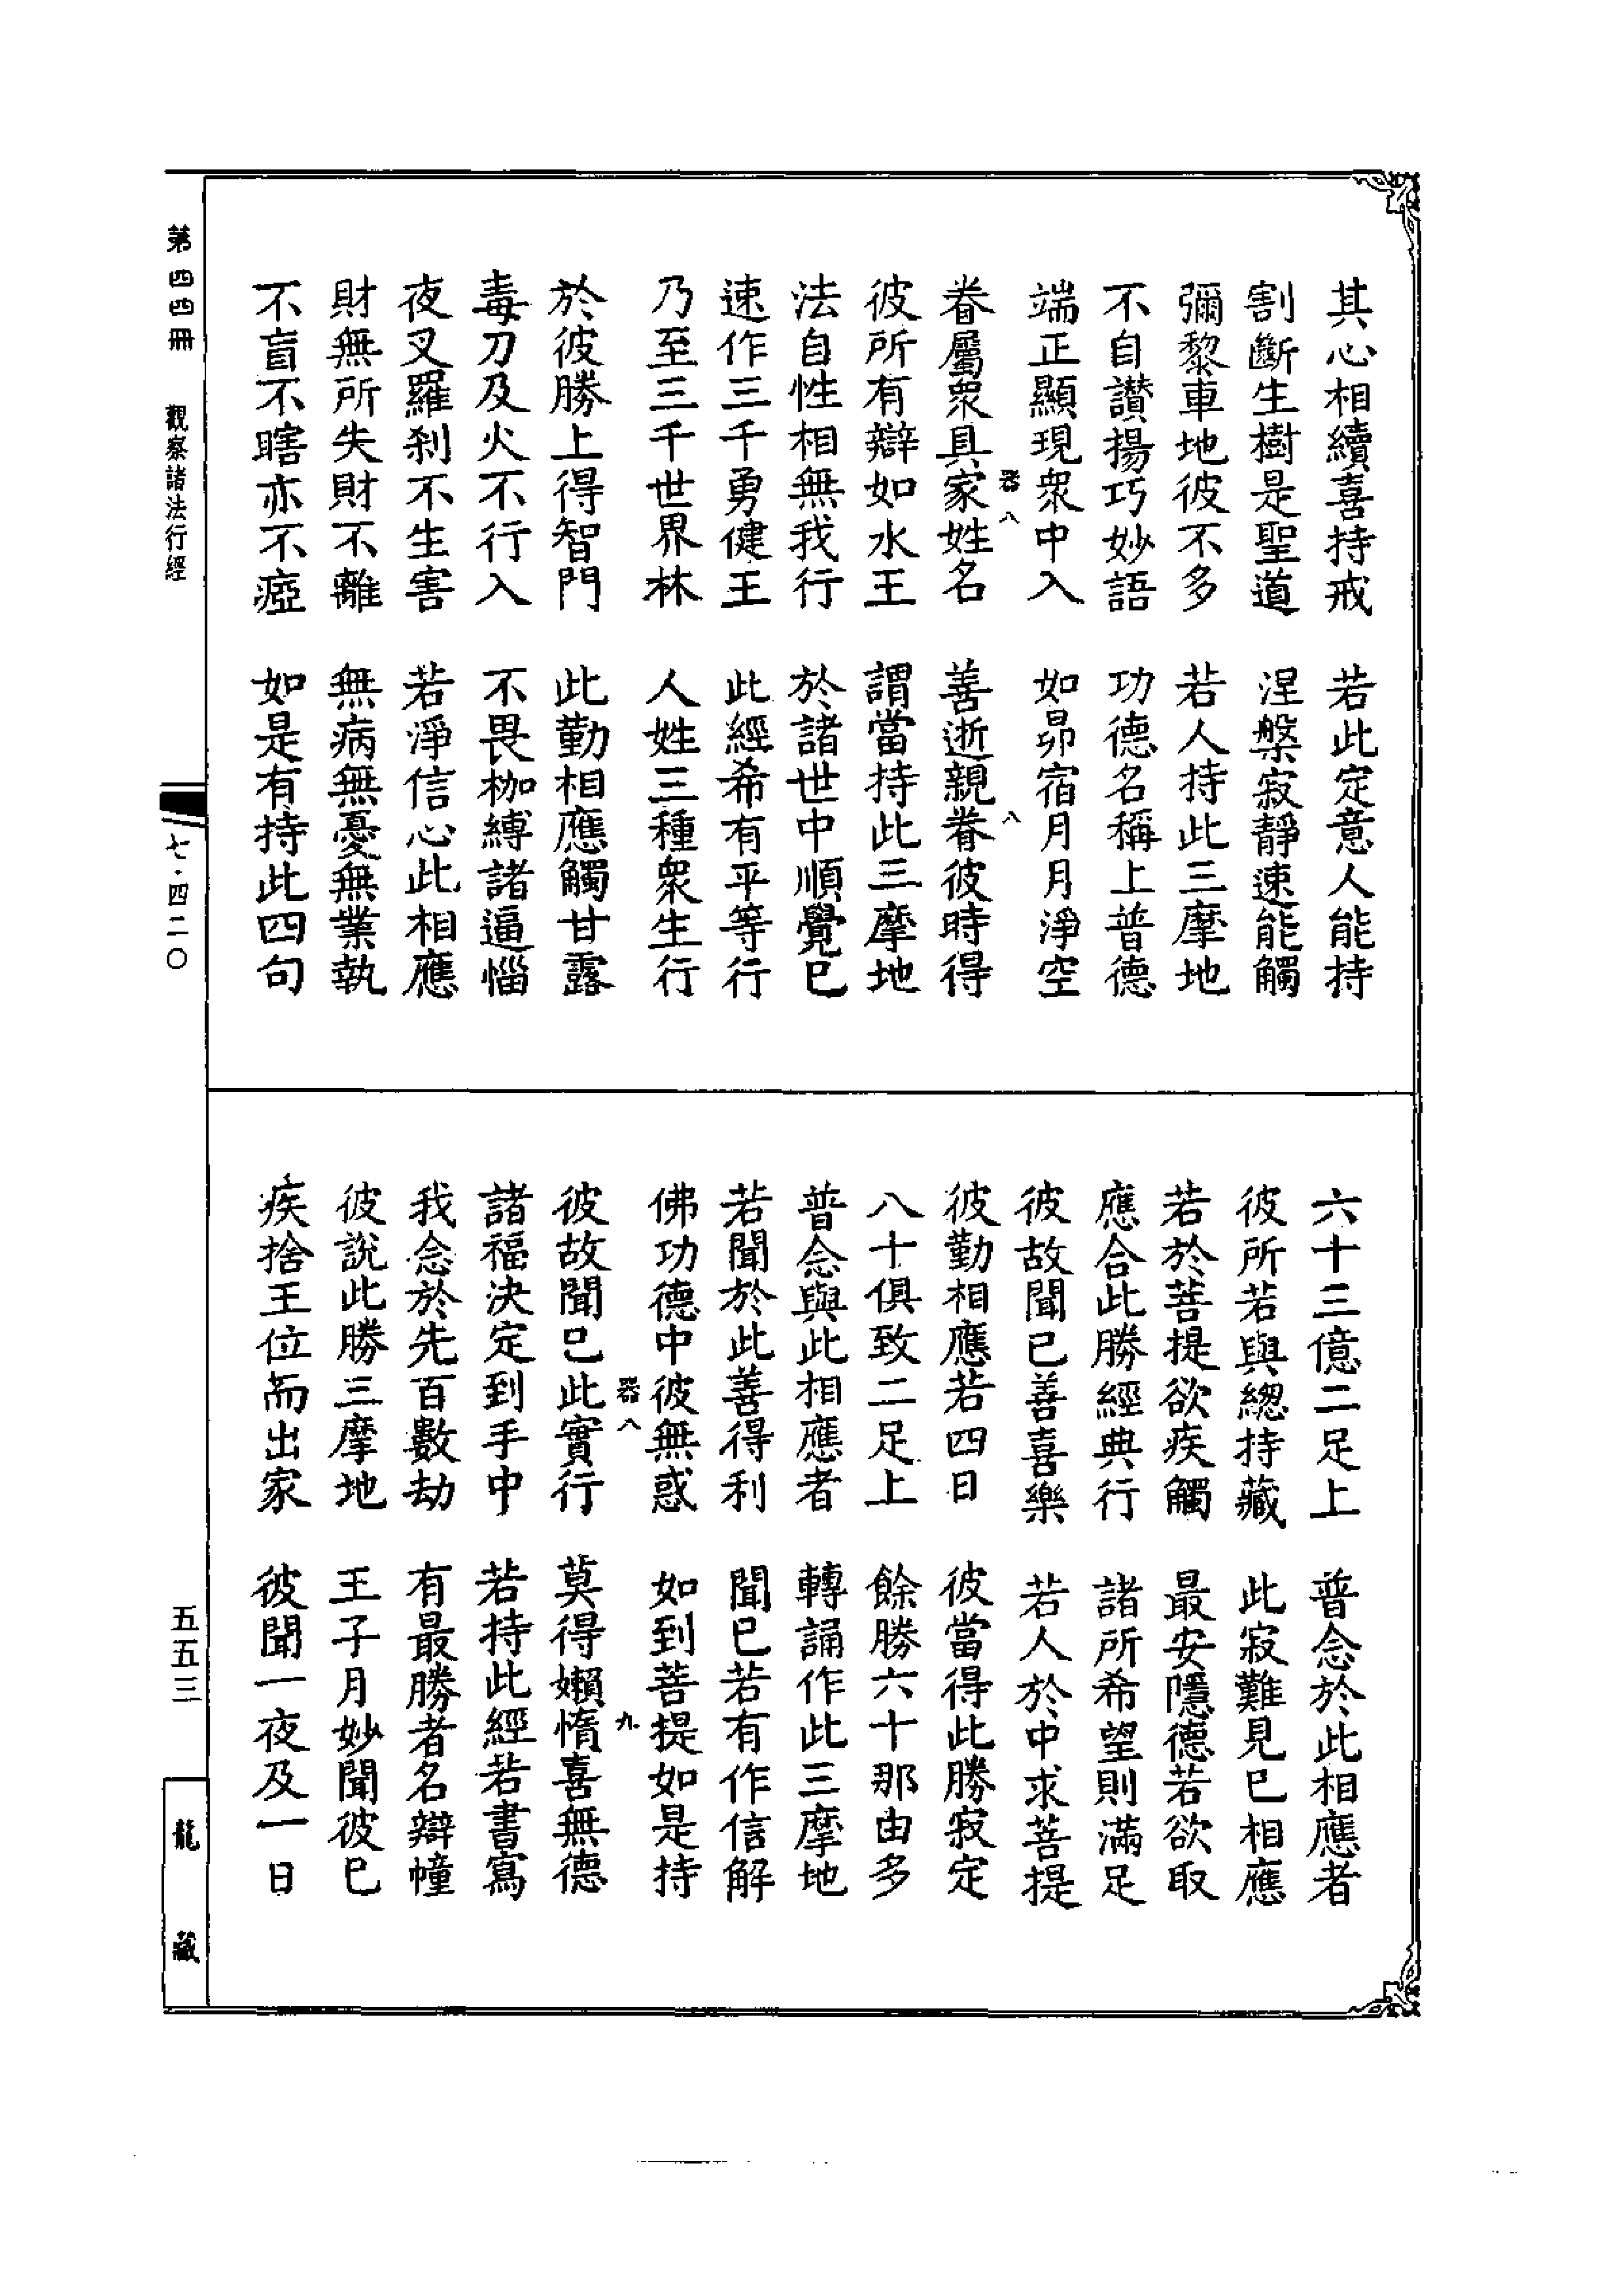 其心相續喜持戒　若此定意人能持
割斷生樹是聖道　涅槃寂靜速能觸
彌黎車地彼不多　若人持此三摩地
不自讃揚巧妙語　功德名稱上普德
端正顯現衆中入　如昴宿月月淨空
器八　八
眷屬衆具家姓名　善逝親眷彼時得
彼所有辯如水王　謂當持此三摩地
法自性相無我行　於諸世中順覺已
速作三千勇健王　此經希有平等行
乃至三千世界林　人姓三種衆生行
於彼勝上得智門　此勤相應觸甘露
毒刀及火不行入　不畏枷縛諸逼惱
夜叉羅刹不生害　若淨信心此相應
財無所失財不離　無病無憂無業執
不盲不瞎亦不瘂　如是有持此四句
六十三億二足上　普念於此相應者
彼所若與總持藏　此寂難見已相應
若於菩提欲疾觸　最安隱德若欲取
應合此勝經典行　諸所希望則滿足
彼故聞已善喜樂　若人於中求菩提
彼勤相應若四日　彼當得此勝寂定
八十俱致二足上　餘勝六十那由多
普念與此相應者　轉誦作此三摩地
若聞於此善得利　聞已若有作信解
佛功德中彼無惑　如到菩提如是持
器八　九
彼故聞已此實行　莫得嬾惰喜無德
諸福決定到手中　若持此經若書寫
我念於先百數劫　有最勝者名辯幢
彼說此勝三摩地　王子月妙聞彼已
疾捨王位而出家　彼聞一夜及一日
第四四冊　觀察諸法行經
七·四二〇
五五三
龍藏